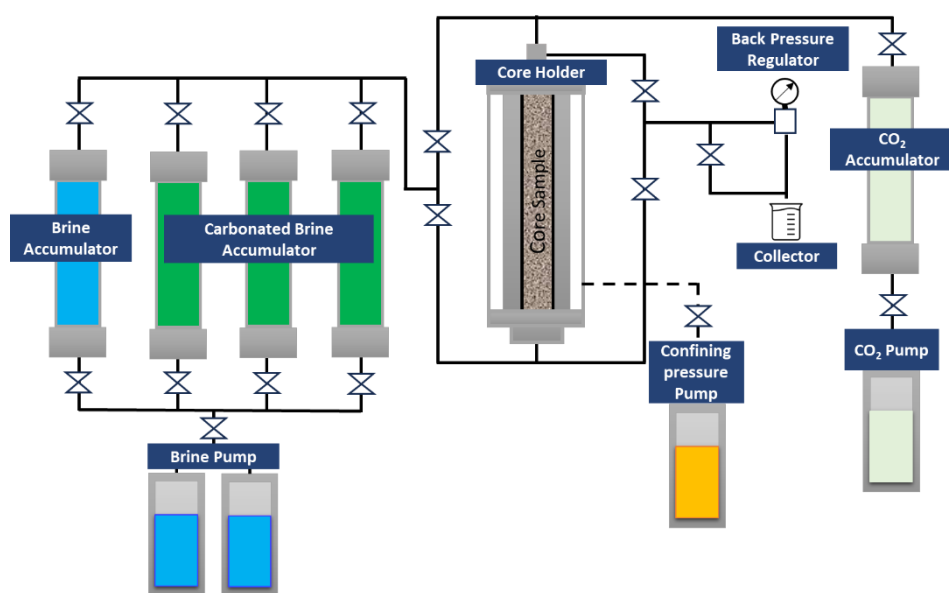 Back Pressure
Regulator
Core Holder
CO₂
Accumulator
Core Sample
Brine
Accumulator
Carbonated Brine
Accumulator
Collector
Confining
pressure
Pump
CO₂ Pump
Brine Pump